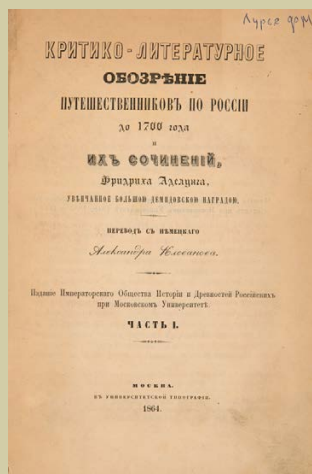 КРИТИКО-ЛИТЕРАТУРНОЕ
ОБОЗРѢНІЕ
ПУТЕШЕСТВЕННИКОВЪ ПО РОССІИ
до 1700 года
и
ИХЪ СОЧИНЕНІЙ,
Фридриха Аделунга,
УВѢНЧАННОЕ БОЛЬШОЮ ДЕМИДОВСКОЮ НАГРАДОЮ.
ПЕРЕВОДЪ СЪ НѢМЕЦКАГО
Александра Клеванова.
Изданіе Императорскаго Общества Исторіи и Древностей Россійскихъ
при Московскомъ Университетѣ.
ЧАСТЬ I.
МОСКВА.
ВЪ УНИВЕРСИТЕТСКОЙ ТИПОГРАФІИ.
1864.